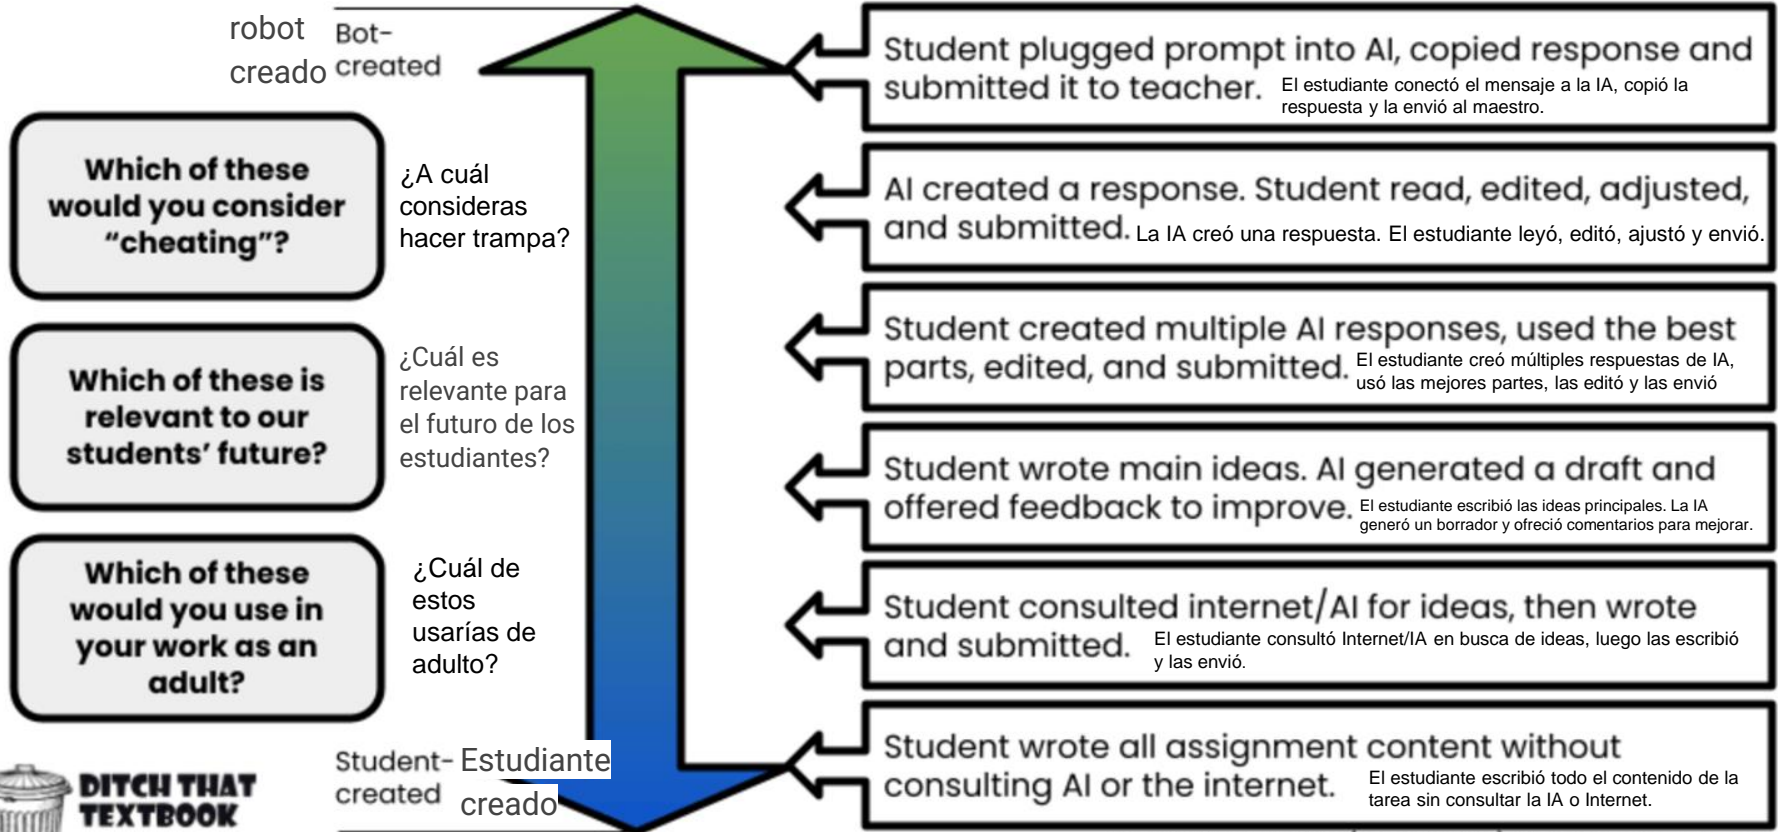 robot
creado
Bot-
created
Student plugged prompt into AI, copied response and
submitted it to teacher.
El estudiante conectó el mensaje a la IA, copió la
respuesta y la envió al maestro.
Which of these
would you consider
“cheating”?
¿A cuál
consideras
hacer trampa?
AI created a response. Student read, edited, adjusted,
and submitted. La IA creó una respuesta. El estudiante leyó, editó, ajustó y envió.
Student created multiple AI responses, used the best
parts, edited, and submitted.
El estudiante creó múltiples respuestas de IA,
usó las mejores partes, las editó y las envió
Which of these is
relevant to our
students’ future?
¿Cuál es
relevante para
el futuro de los
estudiantes?
Student wrote main ideas. AI generated a draft and
offered feedback to improve.
El estudiante escribió las ideas principales. La IA
generó un borrador y ofreció comentarios para mejorar.
Which of these
would you use in
your work as an
adult?
¿Cuál de
estos
usarías de
adulto?
Student consulted internet/AI for ideas, then wrote
and submitted.
El estudiante consultó Internet/IA en busca de ideas, luego las escribió
y las envió.
Student-
created
Estudiante
creado
Student wrote all assignment content without
consulting AI or the internet.
El estudiante escribió todo el contenido de la
tarea sin consultar la IA o Internet.
DITCH THAT
TEXTBOOK